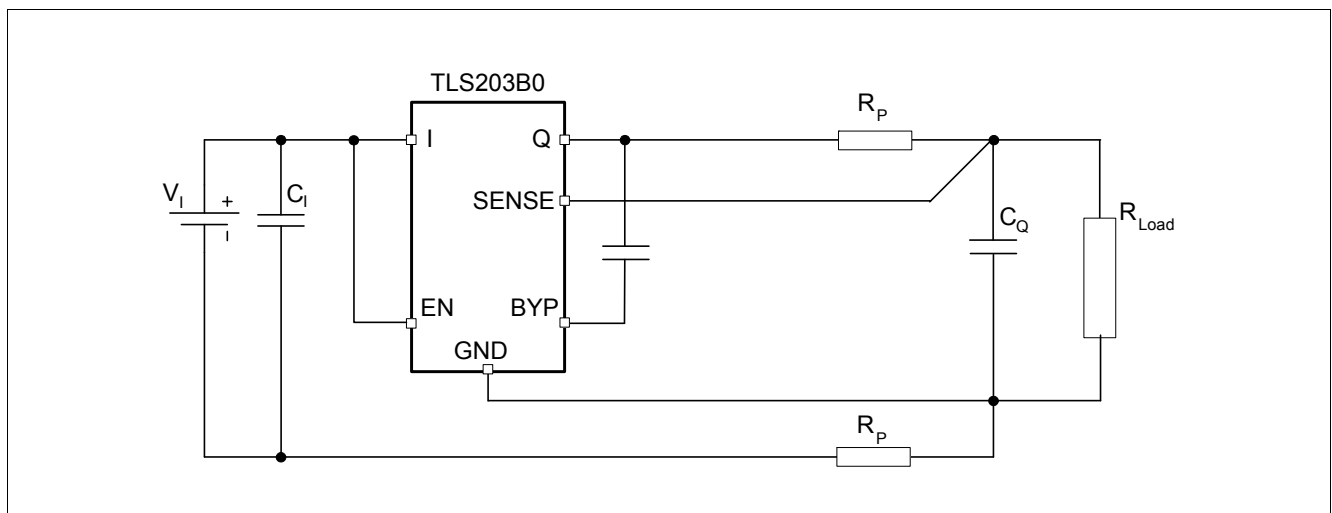 TLS203B0
R_P
I
Q
V_I
+
C_I
SENSE
C_Q
R_Load
EN
BYP
GND
R_P